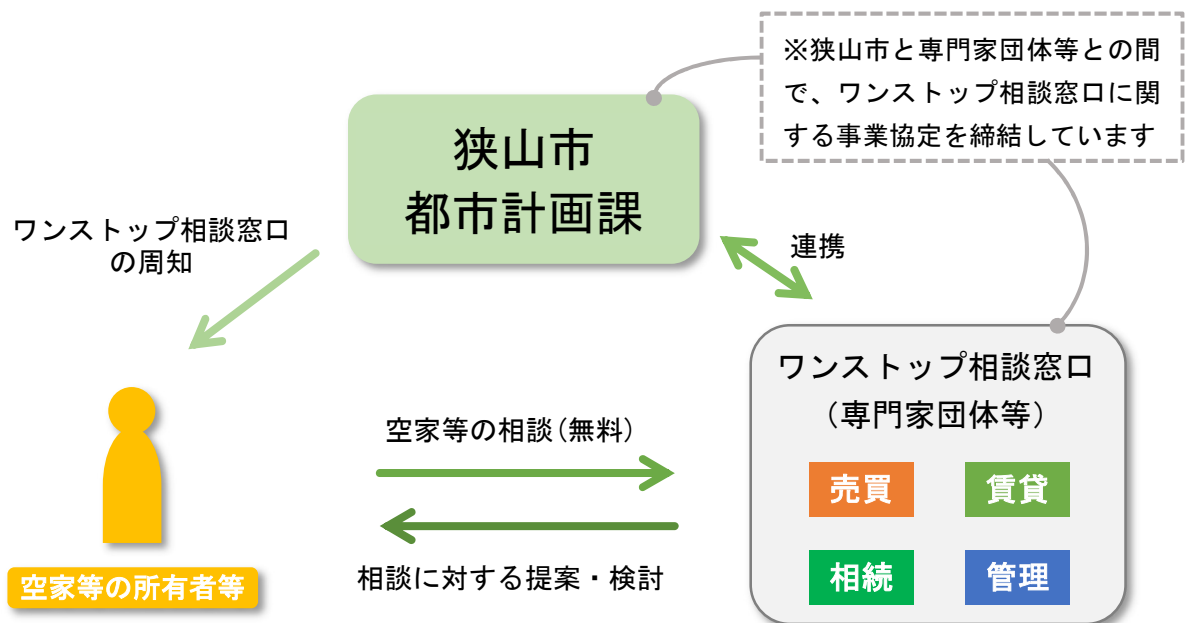 ※狭山市と専門家団体等との間
で、ワンストップ相談窓口に関
する事業協定を締結しています
狭山市
都市計画課
ワンストップ相談窓口
の周知
連携
ワンストップ相談窓口
（専門家団体等）
空家等の相談(無料)
売買
賃貸
相続
管理
相談に対する提案・検討
空家等の所有者等